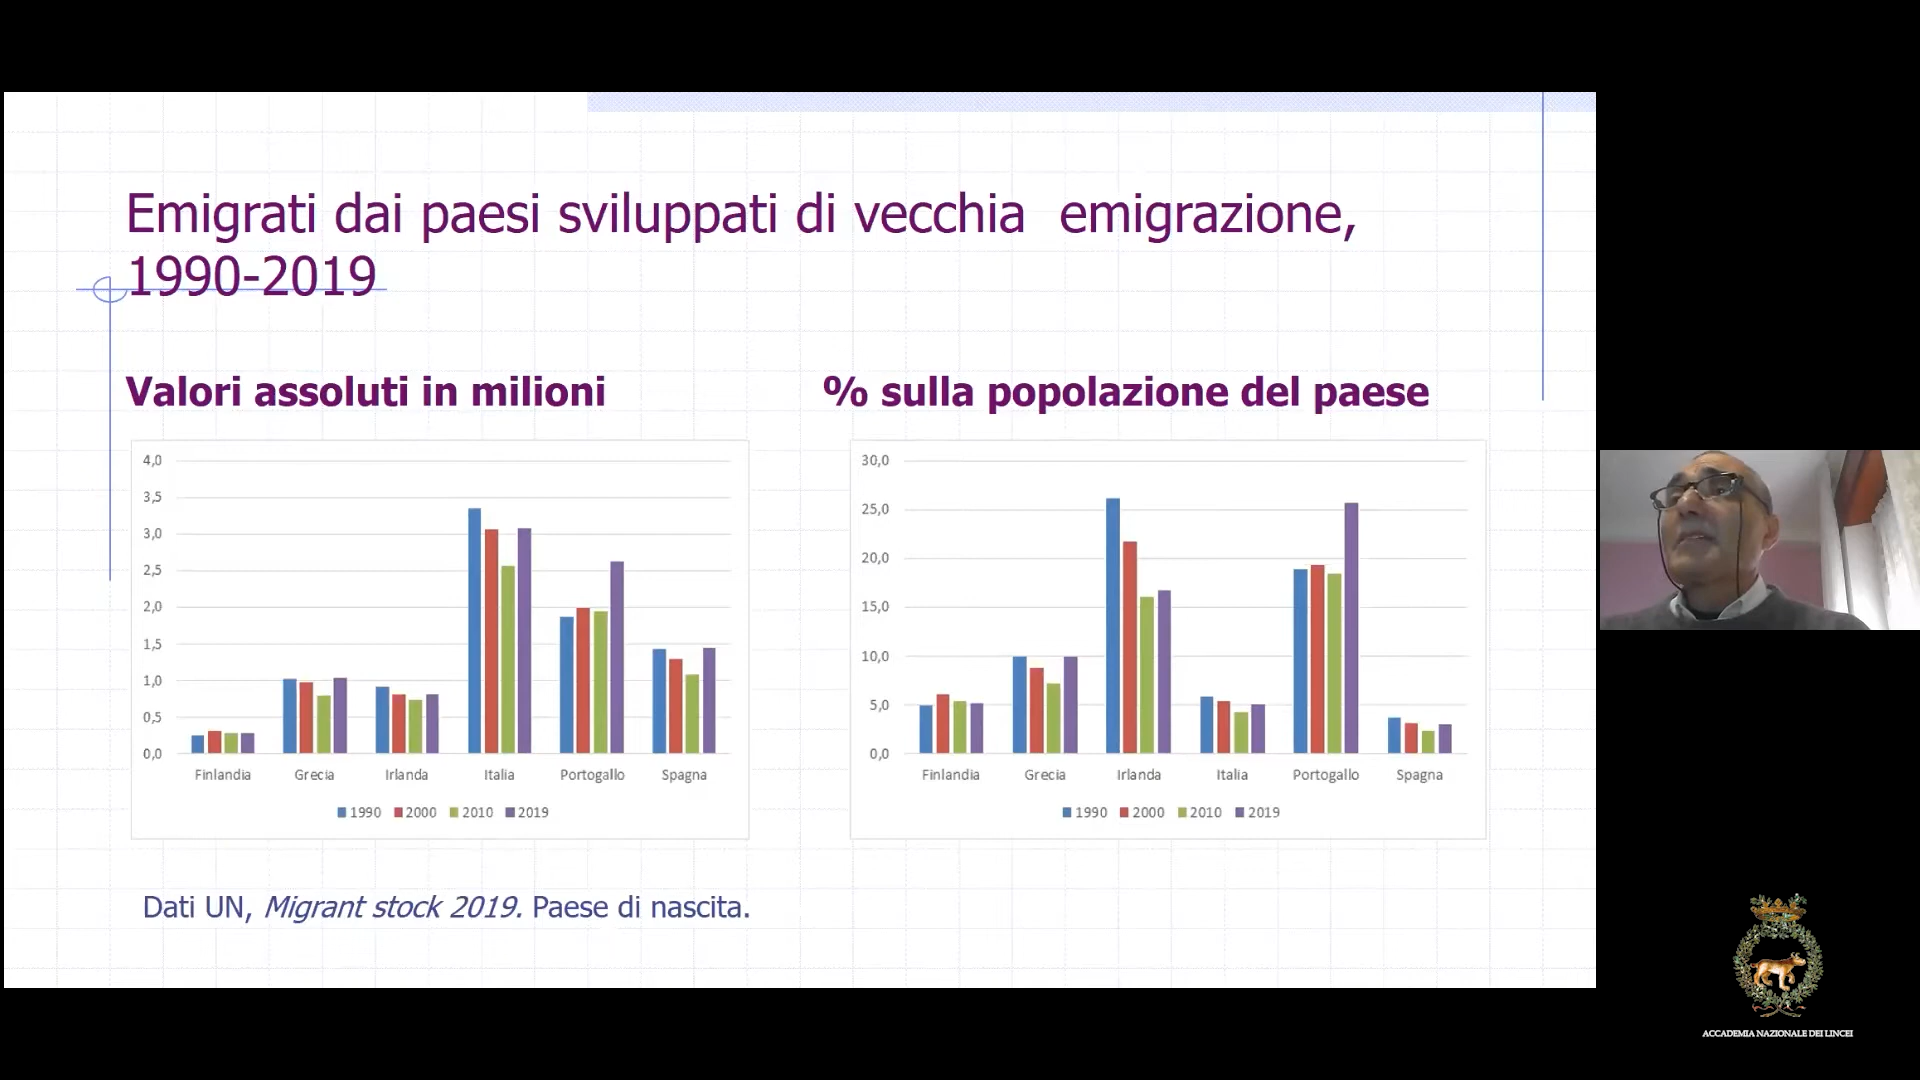 Emigrati dai paesi sviluppati di vecchia emigrazione,
1990-2019
Valori assoluti in milioni
4,0
3,5
3,0
2,5
2,0
1,5
1,0
0,5
0,0
Finlandia Grecia Irlanda Italia Portogallo Spagna
1990 2000 2010 2019
% sulla popolazione del paese
30,0
25,0
20,0
15,0
10,0
5,0
0,0
Finlandia Grecia Irlanda Italia Portogallo Spagna
1990 2000 2010 2019
Dati UN, Migrant stock 2019. Paese di nascita.
ACCADEMIA NAZIONALE DEI LINCEI